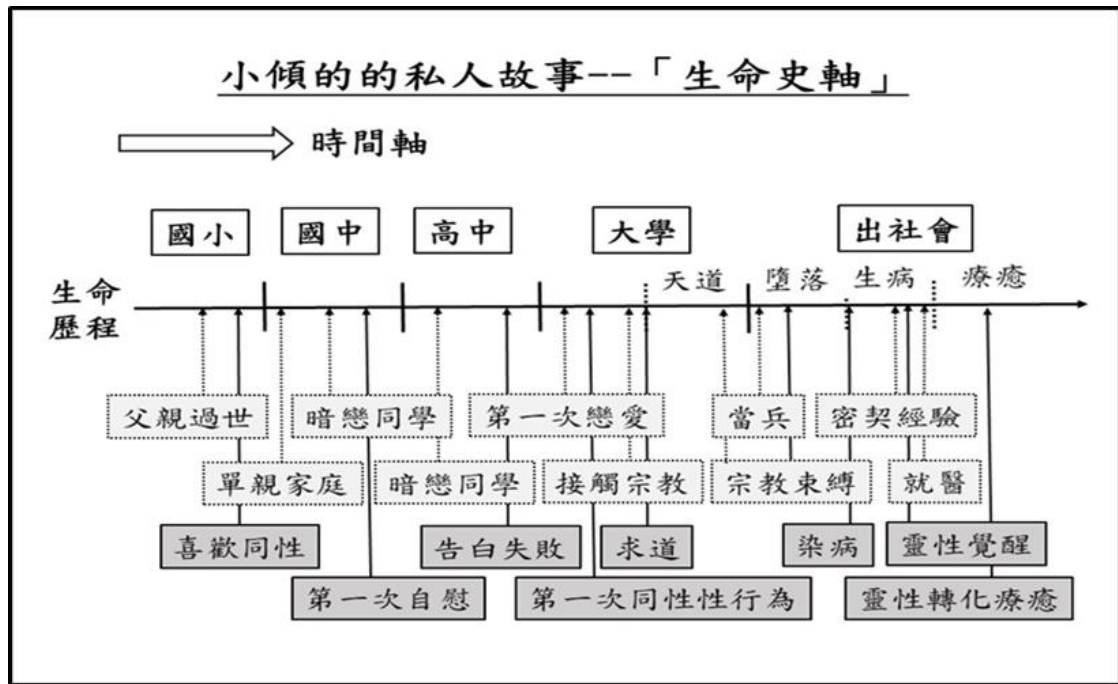 小傾的的私人故事--「生命史軸」
時間軸
國小 國中 高中 大學 出社會
天道 墮落 生病 療癒
生命
歷程
父親過世 暗戀同學 第一次戀愛 當兵 密契經驗
單親家庭 暗戀同學 接觸宗教 宗教束縛 就醫
喜歡同性 告白失敗 求道 染病 靈性覺醒
第一次自慰 第一次同性性行為 靈性轉化療癒